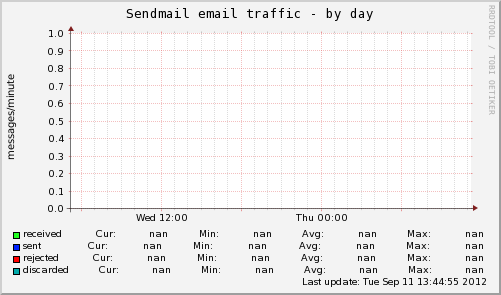 Sendmail email traffic - by day
RRDTOOL / TOBI OETIKER
messages/minute
1.0
0.9
0.8
0.7
0.6
0.5
0.4
0.3
0.2
0.1
0.0
Wed 12:00 Thu 00:00
received Cur: nan Min: nan Avg: nan Max: nan
sent Cur: nan Min: nan Avg: nan Max: nan
rejected Cur: nan Min: nan Avg: nan Max: nan
discarded Cur: nan Min: nan Avg: nan Max: nan
Last update: Tue Sep 11 13:44:55 2012